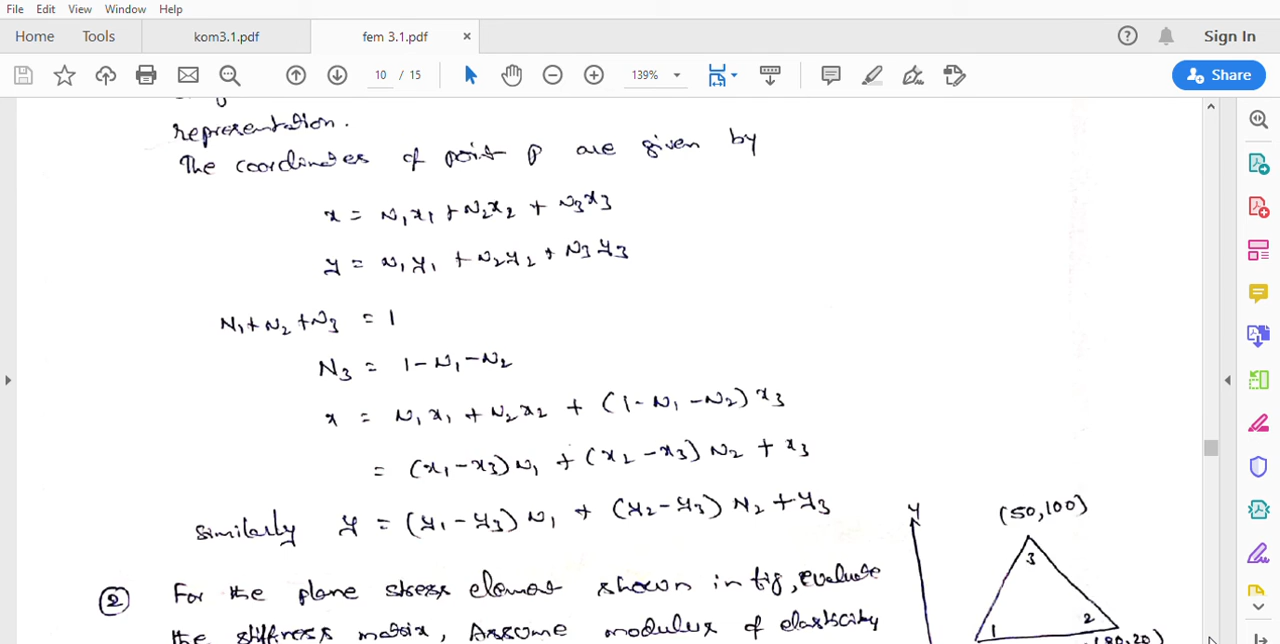 File Edit View Window Help
Home Tools kom3.1.pdf fem 3.1.pdf × Sign In
10 / 15 139% Share
representation.
The coordinates of point P are given by
x = N₁x₁ + N₂x₂ + N₃x₃
y = N₁y₁ + N₂y₂ + N₃y₃
N₁+N₂+N₃ = 1
N₃ = 1-N₁-N₂
x = N₁x₁ + N₂x₂ + (1-N₁-N₂)x₃
= (x₁-x₃)N₁ + (x₂-x₃)N₂ + x₃
Similarly y = (y₁-y₃)N₁ + (y₂-y₃)N₂ + y₃
y (50,100)
3
② For the plane stress element shown in fig, evaluate
the stiffness matrix, Assume modulus of elasticity
1 2